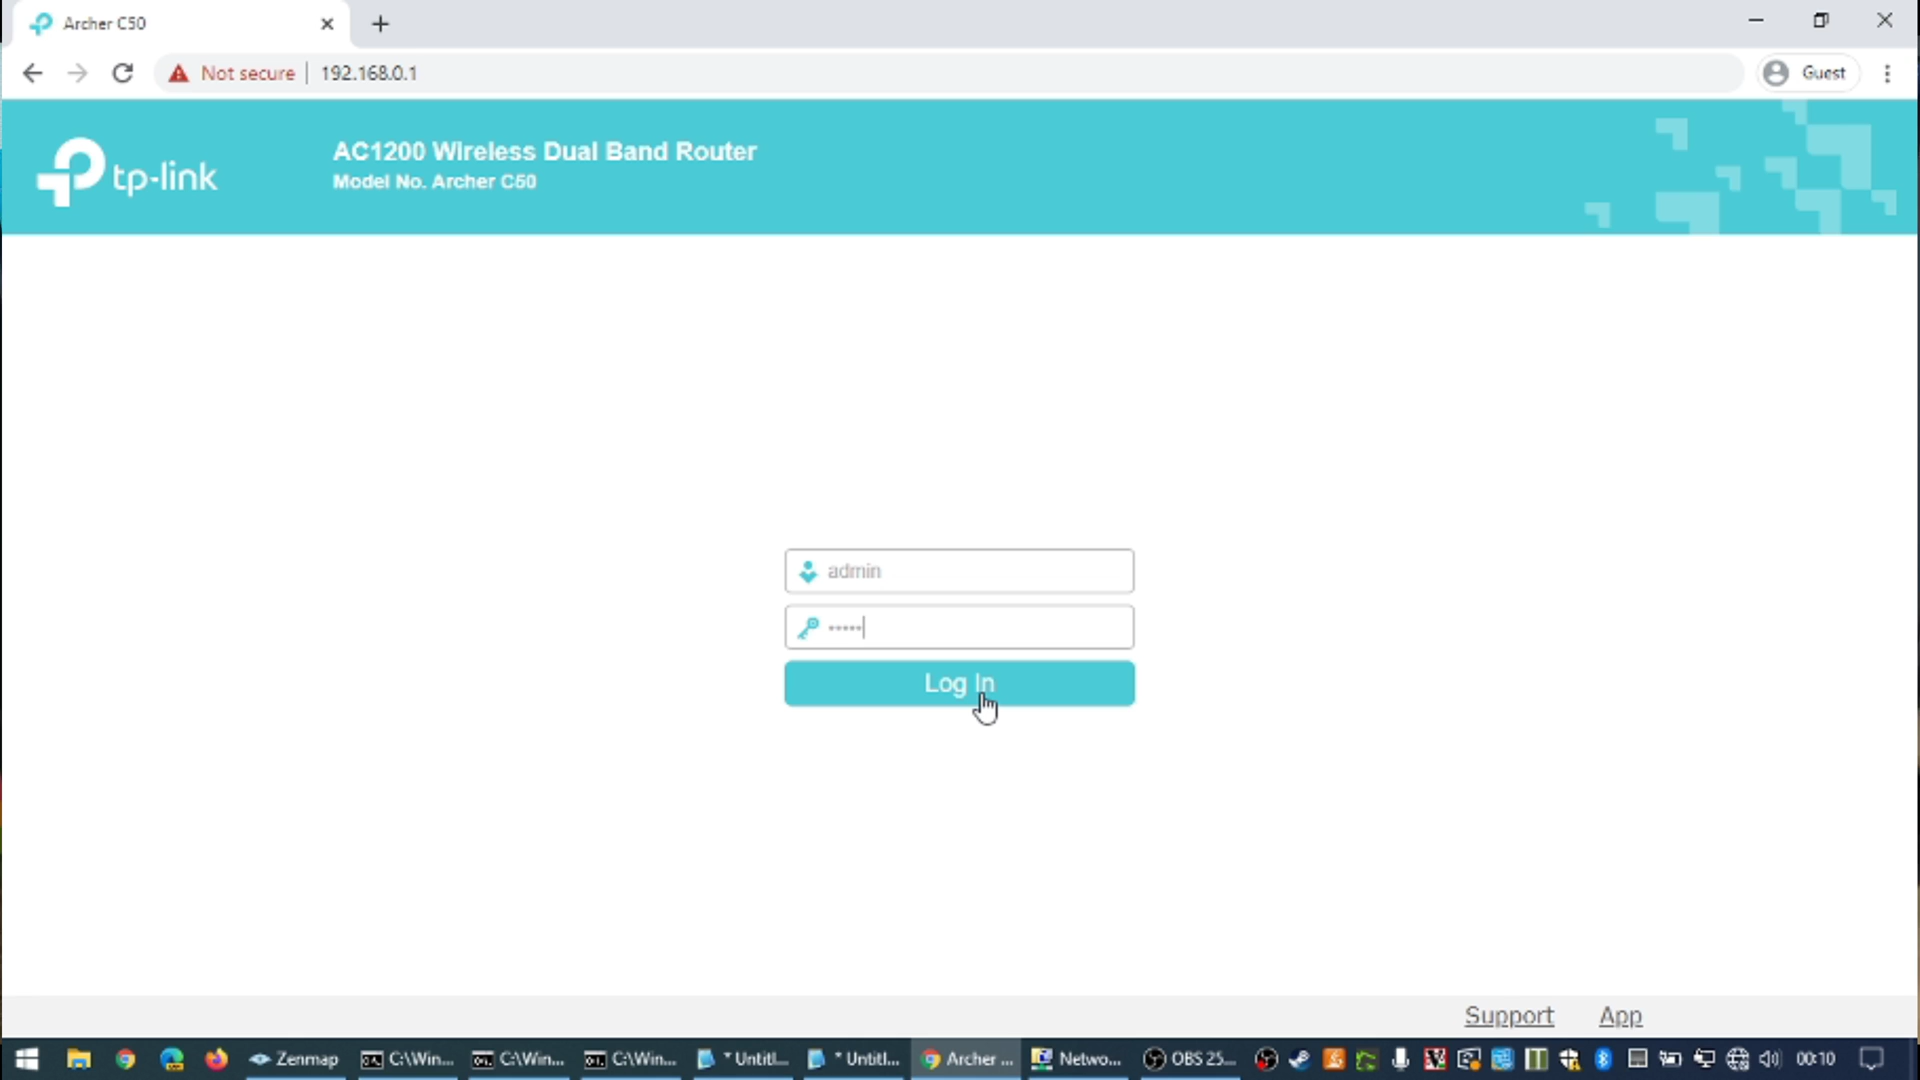 Archer C50
Not secure
192.168.0.1
Guest
tp-link
AC1200 Wireless Dual Band Router
Model No. Archer C50
admin
Log In
Support
App
Zenmap
C:\Win...
C:\Win...
C:\Win...
* Untitl...
* Untitl...
Archer ...
Netwo...
OBS 25...
00:10